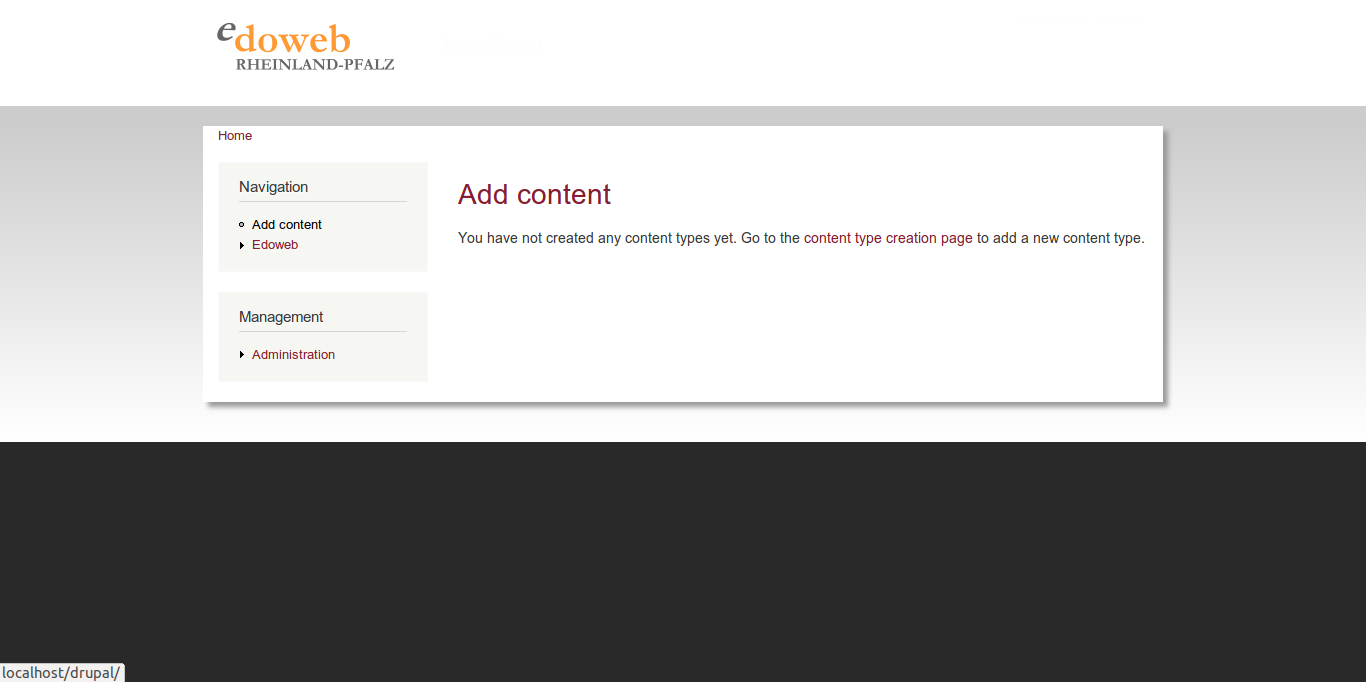 edoweb
RHEINLAND-PFALZ
Home
Navigation
Add content
Edoweb
Management
Administration
Add content
You have not created any content types yet. Go to the content type creation page to add a new content type.
localhost/drupal/